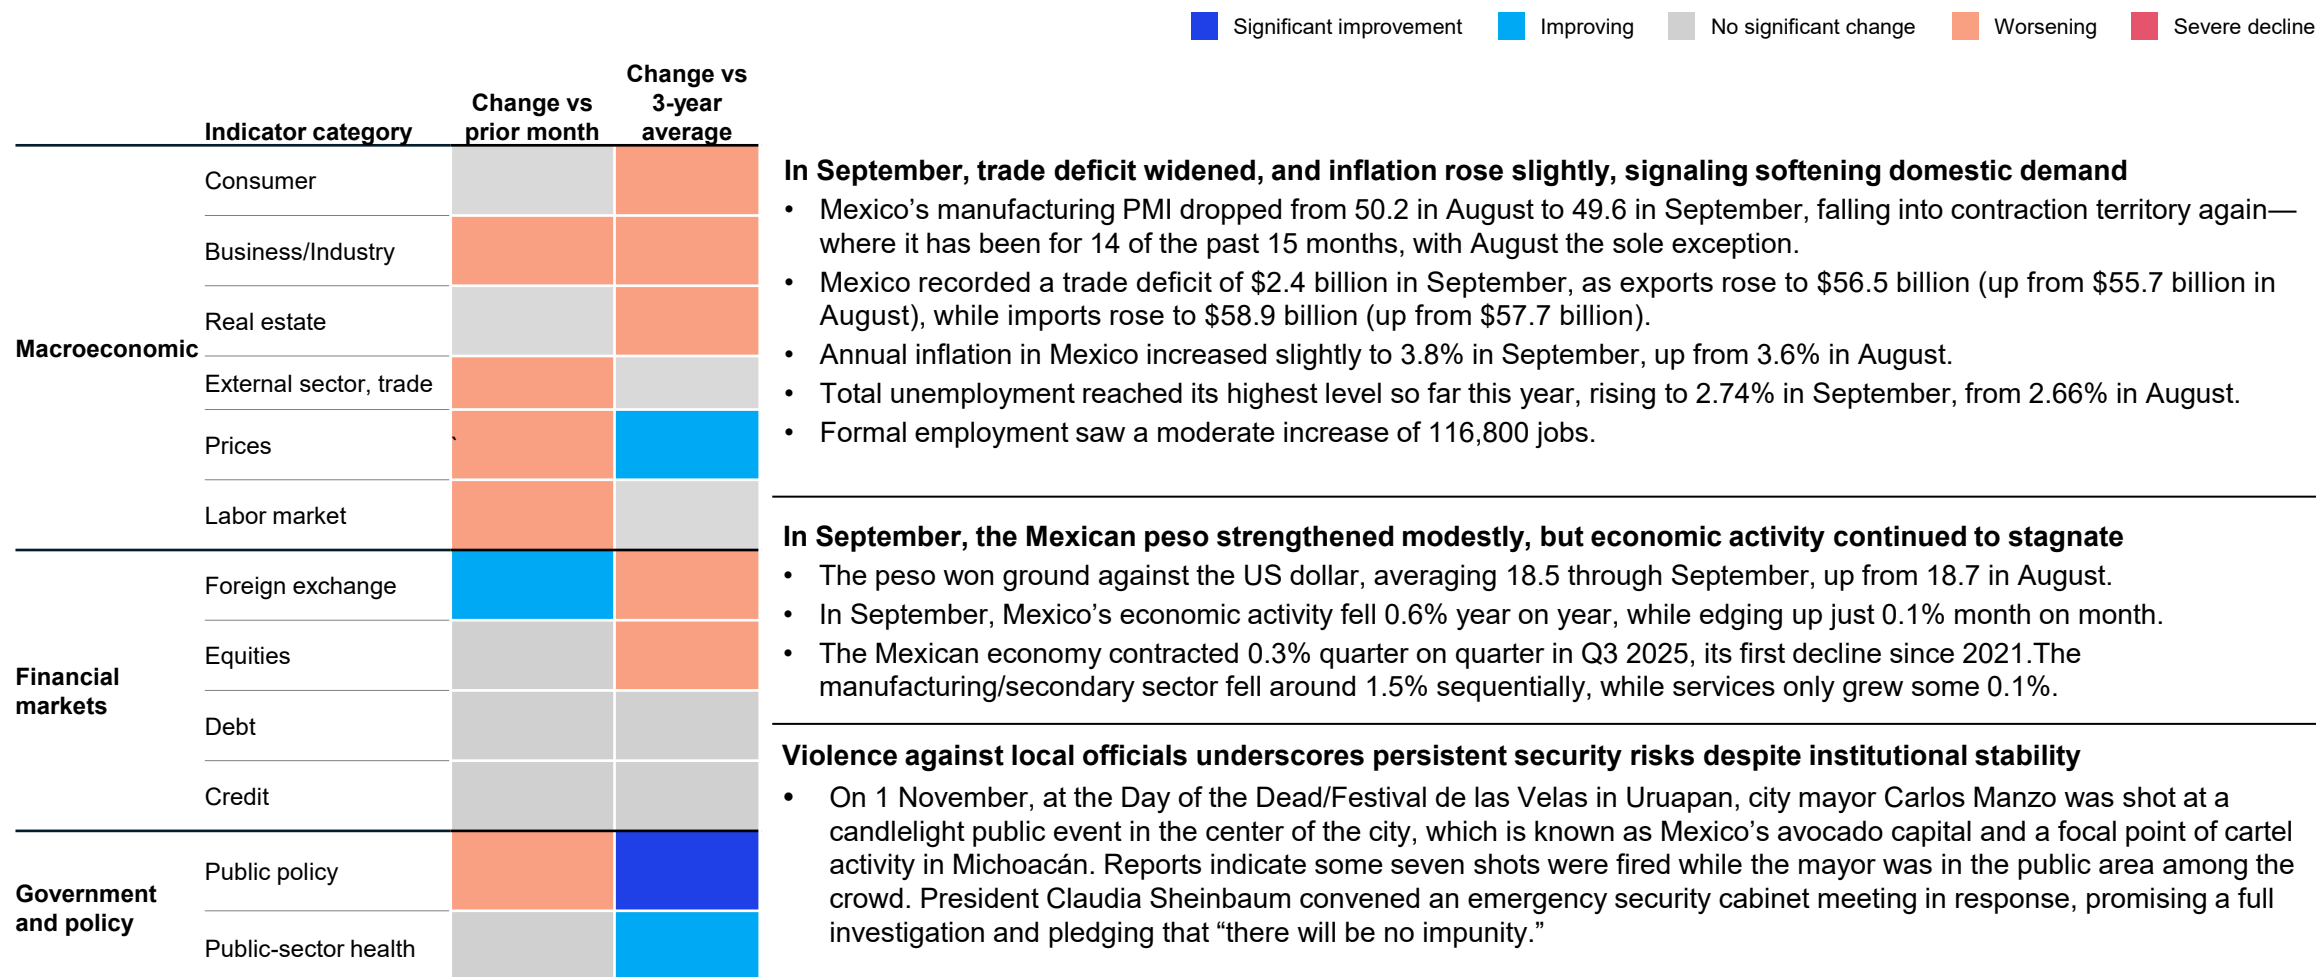 Significant improvement
Improving
No significant change
Worsening
Severe decline
Indicator category
Change vs
prior month
Change vs
3-year
average
Macroeconomic
Consumer
Business/Industry
Real estate
External sector, trade
Prices
`
Labor market
Financial
markets
Foreign exchange
Equities
Debt
Credit
Government
and policy
Public policy
Public-sector health
In September, trade deficit widened, and inflation rose slightly, signaling softening domestic demand
• Mexico’s manufacturing PMI dropped from 50.2 in August to 49.6 in September, falling into contraction territory again—
where it has been for 14 of the past 15 months, with August the sole exception.
• Mexico recorded a trade deficit of $2.4 billion in September, as exports rose to $56.5 billion (up from $55.7 billion in
August), while imports rose to $58.9 billion (up from $57.7 billion).
• Annual inflation in Mexico increased slightly to 3.8% in September, up from 3.6% in August.
• Total unemployment reached its highest level so far this year, rising to 2.74% in September, from 2.66% in August.
• Formal employment saw a moderate increase of 116,800 jobs.
In September, the Mexican peso strengthened modestly, but economic activity continued to stagnate
• The peso won ground against the US dollar, averaging 18.5 through September, up from 18.7 in August.
• In September, Mexico’s economic activity fell 0.6% year on year, while edging up just 0.1% month on month.
• The Mexican economy contracted 0.3% quarter on quarter in Q3 2025, its first decline since 2021.The
manufacturing/secondary sector fell around 1.5% sequentially, while services only grew some 0.1%.
Violence against local officials underscores persistent security risks despite institutional stability
• On 1 November, at the Day of the Dead/Festival de las Velas in Uruapan, city mayor Carlos Manzo was shot at a
candlelight public event in the center of the city, which is known as Mexico’s avocado capital and a focal point of cartel
activity in Michoacán. Reports indicate some seven shots were fired while the mayor was in the public area among the
crowd. President Claudia Sheinbaum convened an emergency security cabinet meeting in response, promising a full
investigation and pledging that “there will be no impunity.”